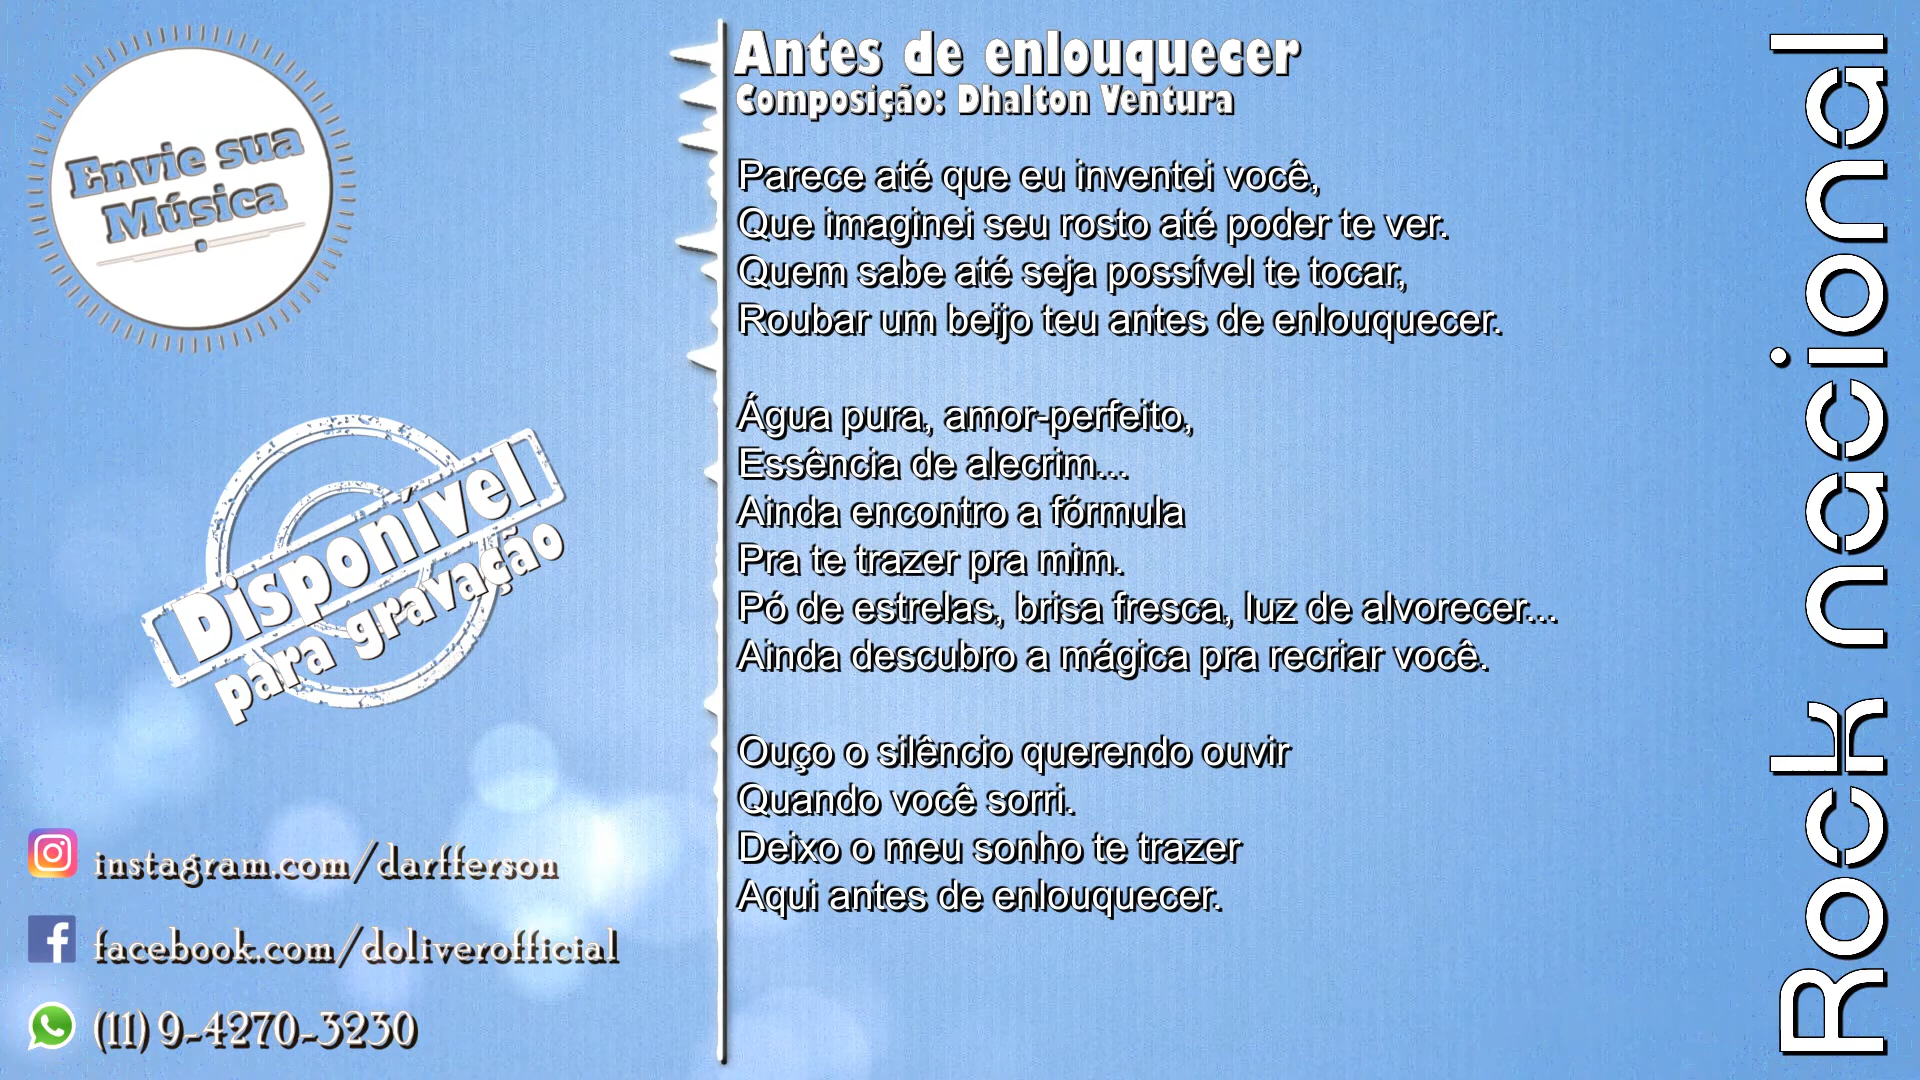 Envie sua
Música
Disponível
para gravação
instagram.com/darfferson
facebook.com/doliverofficial
(11) 9-4270-3230
Antes de enlouquecer
Composição: Dhalton Ventura
Parece até que eu inventei você,
Que imaginei seu rosto até poder te ver.
Quem sabe até seja possível te tocar,
Roubar um beijo teu antes de enlouquecer.
Água pura, amor-perfeito,
Essência de alecrim...
Ainda encontro a fórmula
Pra te trazer pra mim.
Pó de estrelas, brisa fresca, luz de alvorecer...
Ainda descubro a mágica pra recriar você.
Ouço o silêncio querendo ouvir
Quando você sorri.
Deixo o meu sonho te trazer
Aqui antes de enlouquecer.
Rock nacional